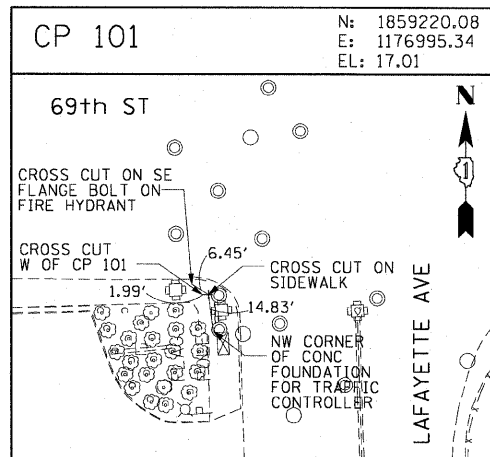 CP 101
N: 1859220.08
E: 1176995.34
EL: 17.01
69th ST
N
CROSS CUT ON SE
FLANGE BOLT ON
FIRE HYDRANT
CROSS CUT
W OF CP 101
6.45'
1.99'
CROSS CUT ON
SIDEWALK
14.83'
NW CORNER
OF CONC
FOUNDATION
FOR TRAFFIC
CONTROLLER
LAFAYETTE AVE